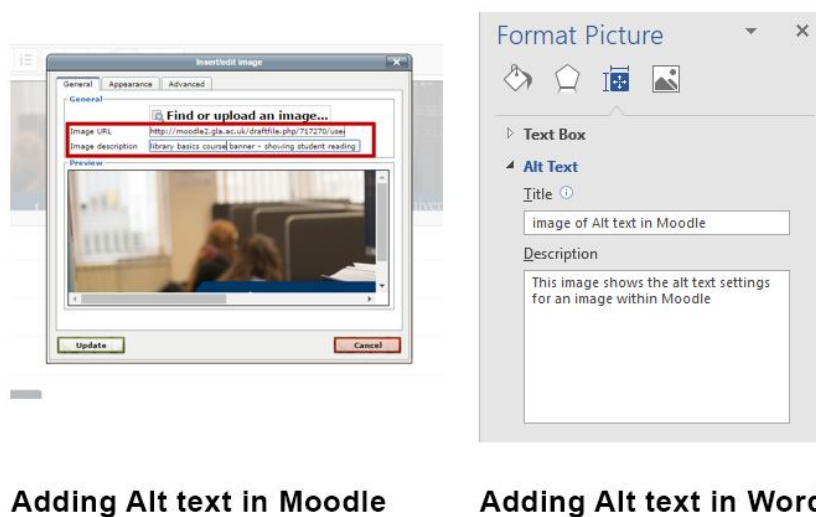 Insert/edit image
General Appearance Advanced
General
Find or upload an image...
Image URL http://moodle2.gla.ac.uk/draftfile.php/717270/user
Image description library basics course banner - showing student reading
Preview
Update Cancel
Adding Alt text in Moodle
Format Picture
Text Box
Alt Text
Title
image of Alt text in Moodle
Description
This image shows the alt text settings
for an image within Moodle
Adding Alt text in Word